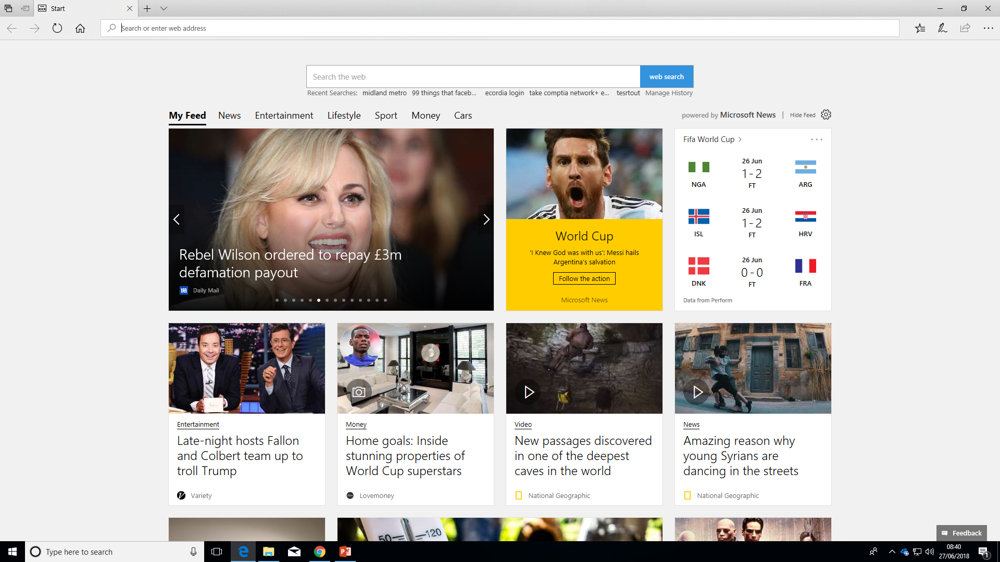 Start
Search or enter web address
Search the web
web search
Recent Searches: midland metro 99 things that faceb... ecordia login take comptia network+ e... tesrtout Manage History
My Feed News Entertainment Lifestyle Sport Money Cars
powered by Microsoft News | Hide Feed
Rebel Wilson ordered to repay £3m
defamation payout
Daily Mail
World Cup
'I Knew God was with us': Messi hails
Argentina's salvation
Follow the action
Microsoft News
Fifa World Cup
26 Jun
1 - 2
NGA FT ARG
26 Jun
1 - 2
ISL FT HRV
26 Jun
0 - 0
DNK FT FRA
Data from Perform
Entertainment
Late-night hosts Fallon
and Colbert team up to
troll Trump
Variety
Money
Home goals: Inside
stunning properties of
World Cup superstars
Lovemoney
Video
New passages discovered
in one of the deepest
caves in the world
National Geographic
News
Amazing reason why
young Syrians are
dancing in the streets
National Geographic
50 120
Feedback
Type here to search
08:40
27/06/2018
1